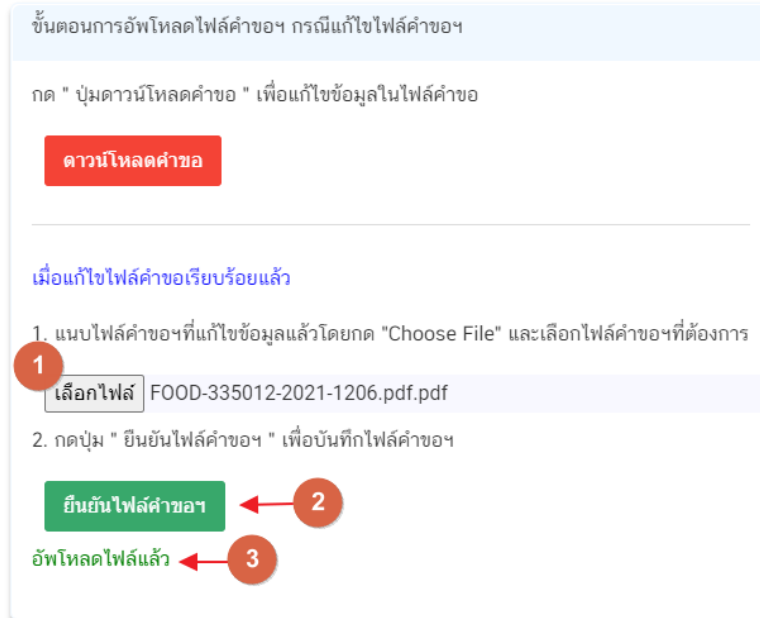 ขั้นตอนการอัพโหลดไฟล์คำขอฯ กรณีแก้ไขไฟล์คำขอฯ
กด " ปุ่มดาวน์โหลดคำขอ " เพื่อแก้ไขข้อมูลในไฟล์คำขอ
ดาวน์โหลดคำขอ
เมื่อแก้ไขไฟล์คำขอเรียบร้อยแล้ว
1. แนบไฟล์คำขอฯที่แก้ไขข้อมูลแล้วโดยกด "Choose File" และเลือกไฟล์คำขอฯที่ต้องการ
1
เลือกไฟล์ FOOD-335012-2021-1206.pdf.pdf
2. กดปุ่ม " ยืนยันไฟล์คำขอฯ " เพื่อบันทึกไฟล์คำขอฯ
ยืนยันไฟล์คำขอฯ 2
อัพโหลดไฟล์แล้ว 3